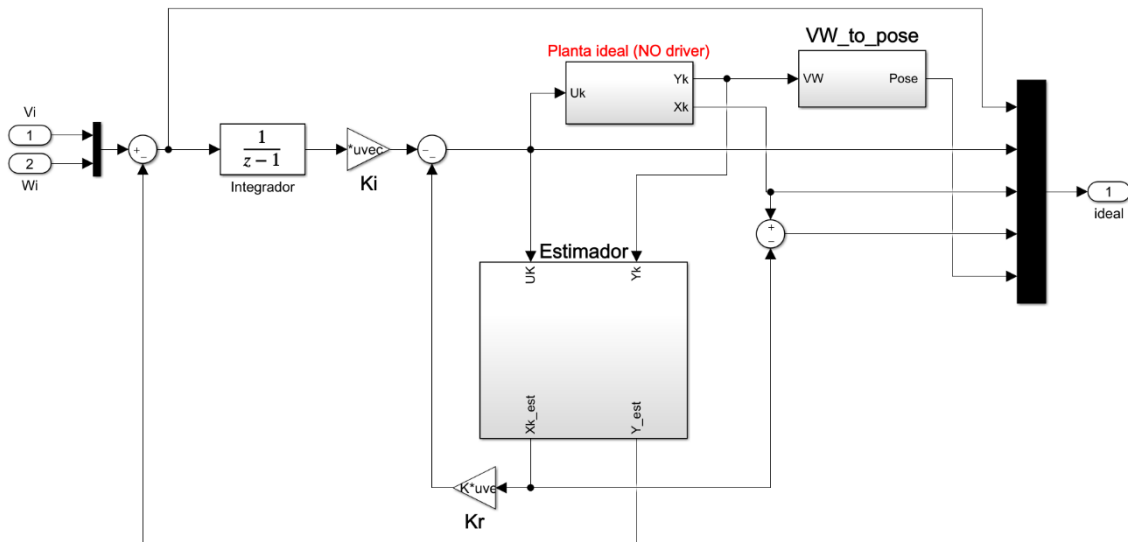 VW_to_pose
Planta ideal (NO driver)
Yk
Uk
Xk
VW
Pose
Vi
1
2
Wi
+
−
1
z − 1
Integrador
*uvec
Ki
−
−
+
−
1
ideal
Estimador
UK
Yk
Xk_est
Y_est
K*uve
Kr